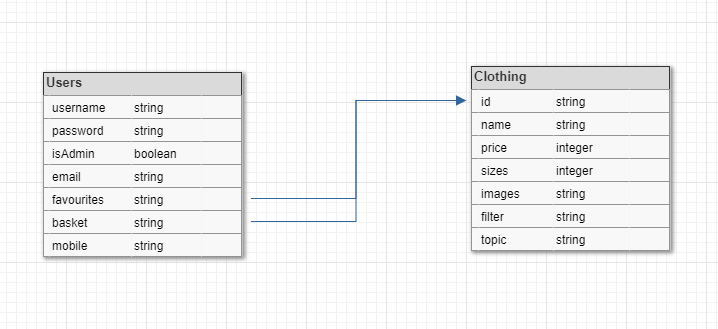 Users
username string
password string
isAdmin boolean
email string
favourites string
basket string
mobile string
Clothing
id string
name string
price integer
sizes integer
images string
filter string
topic string